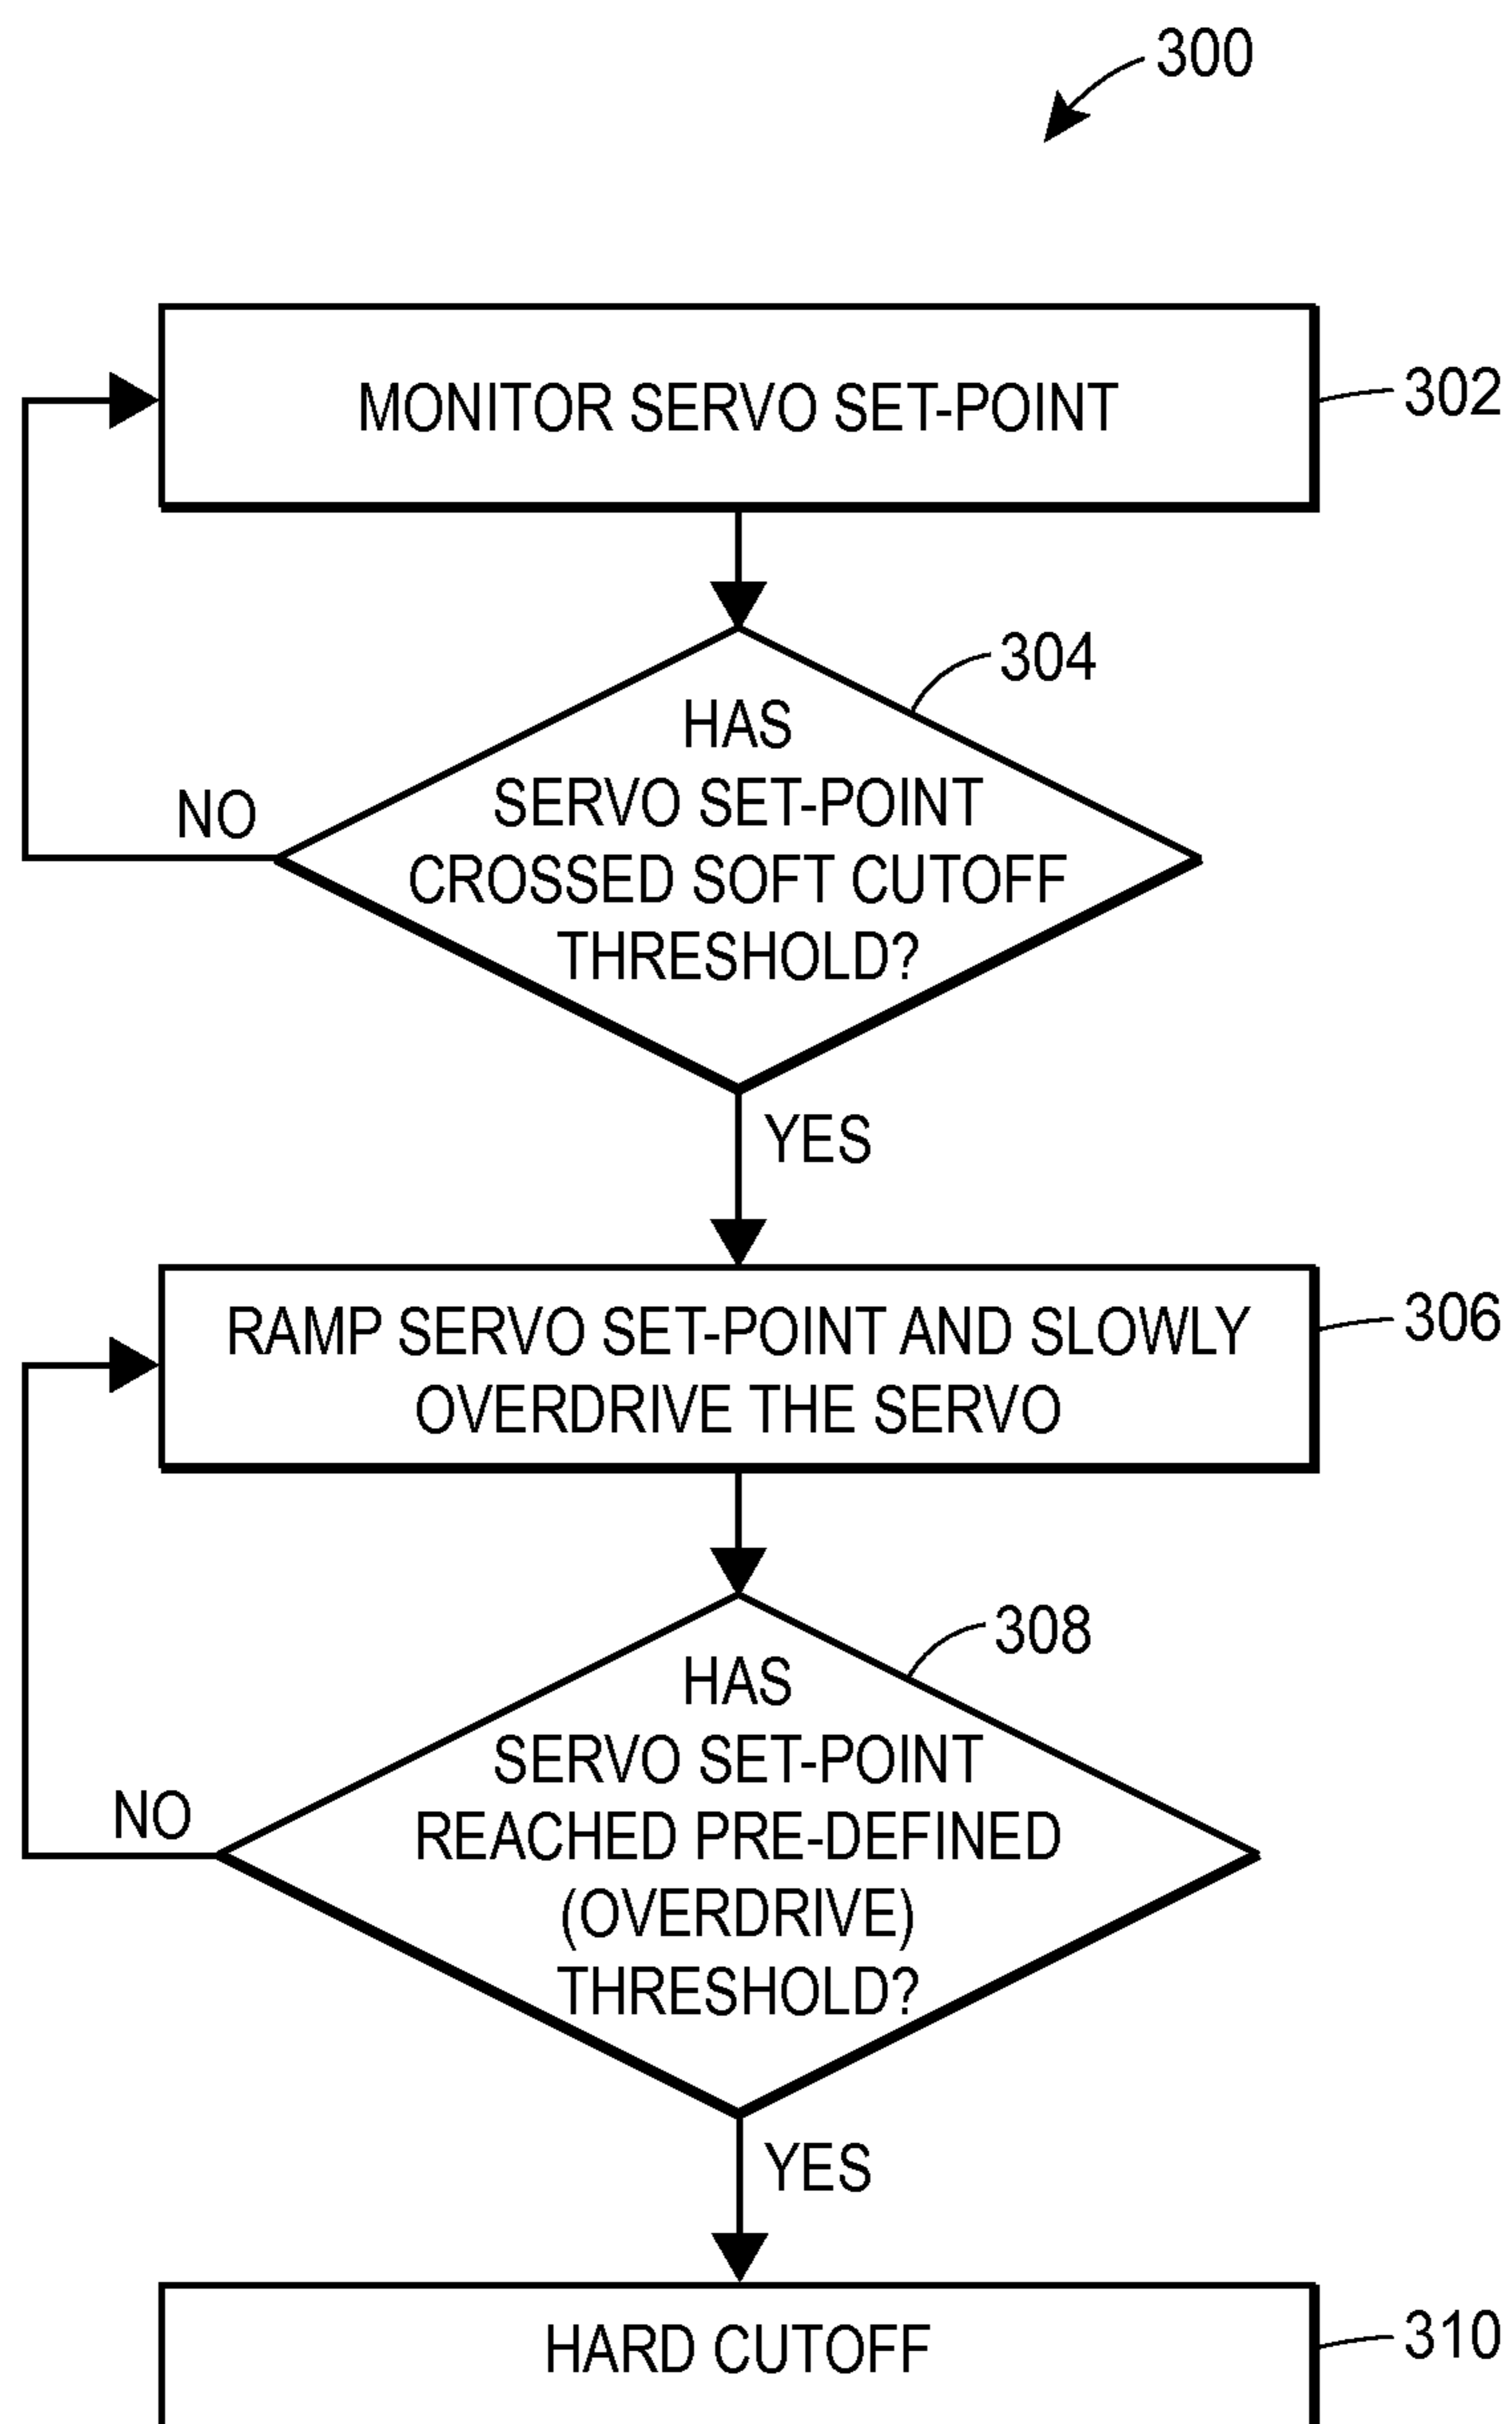 300
MONITOR SERVO SET-POINT
302
304
HAS
SERVO SET-POINT
CROSSED SOFT CUTOFF
THRESHOLD?
NO
YES
RAMP SERVO SET-POINT AND SLOWLY
OVERDRIVE THE SERVO
306
308
HAS
SERVO SET-POINT
REACHED PRE-DEFINED
(OVERDRIVE)
THRESHOLD?
NO
YES
HARD CUTOFF
310